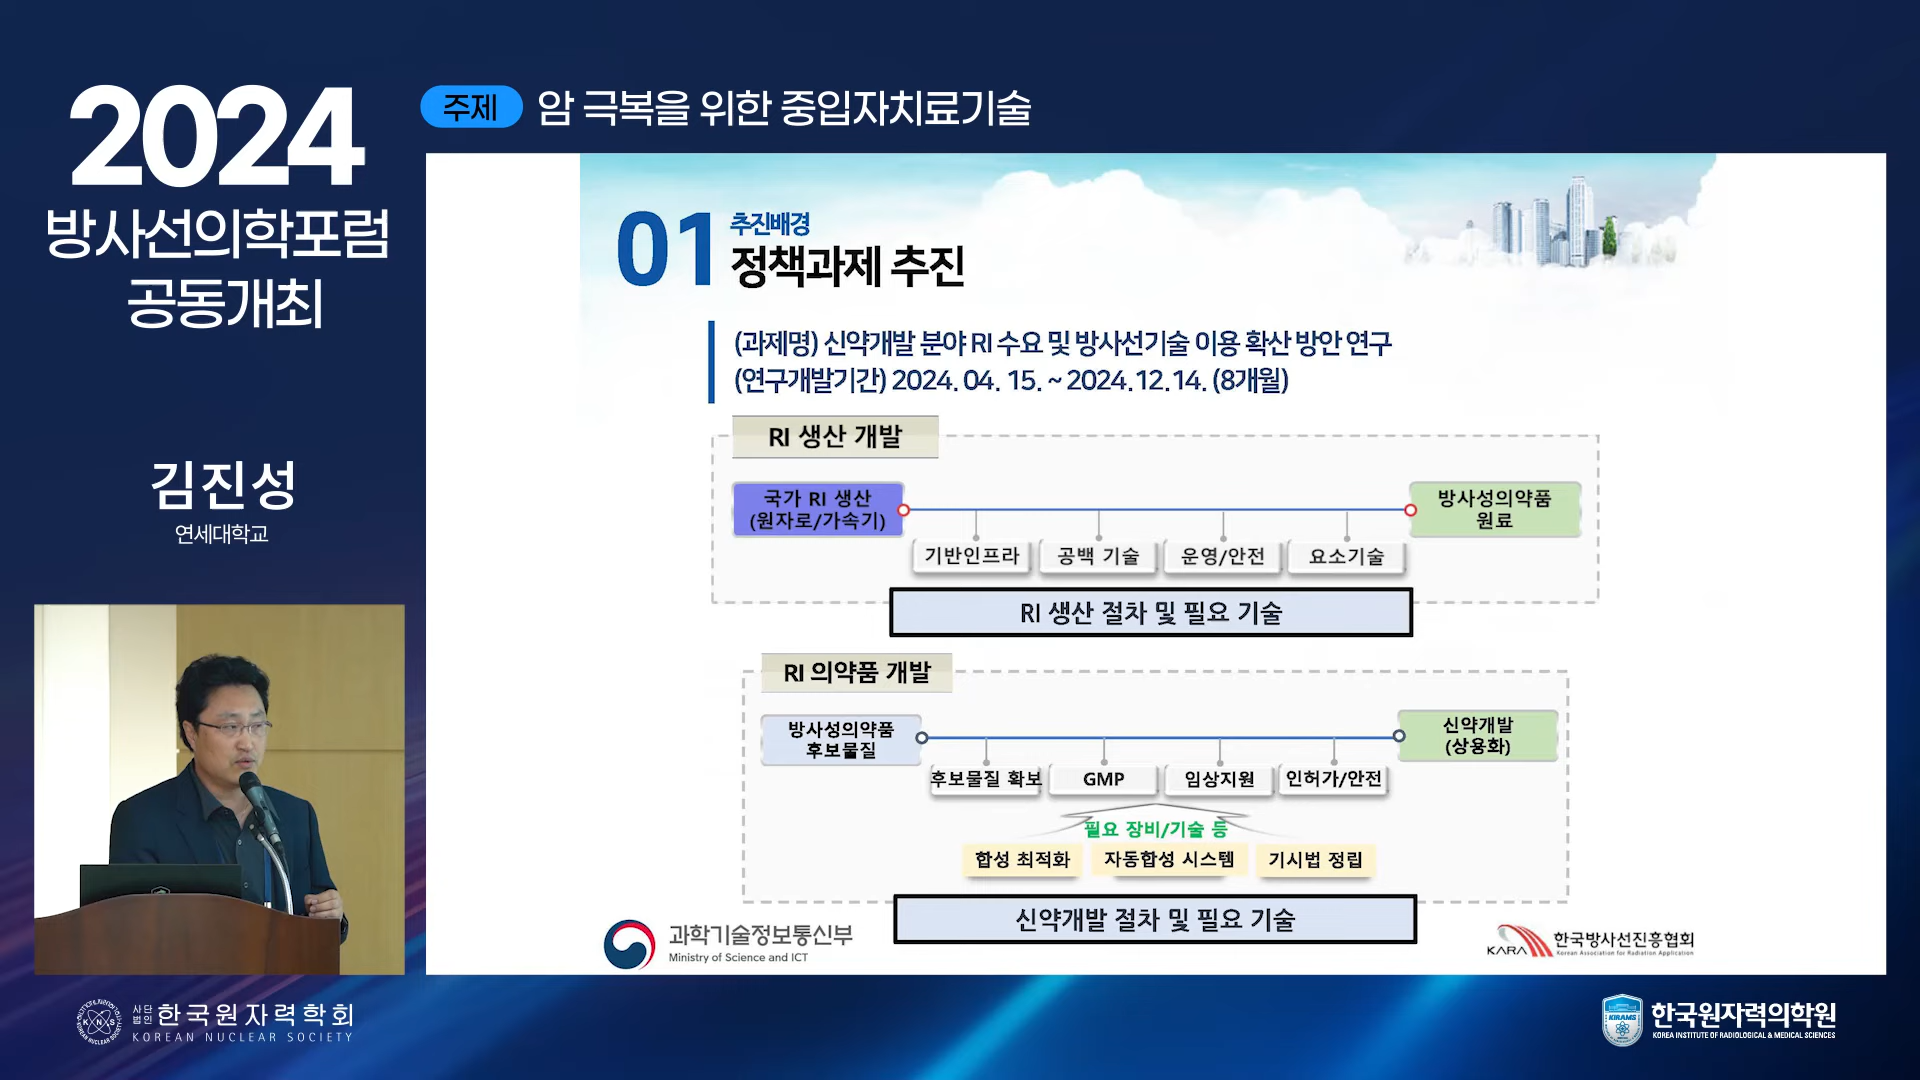 2024
방사선의학포럼
공동개최
김진성
연세대학교
주제 암 극복을 위한 중입자치료기술
01 추진배경
정책과제 추진
(과제명) 신약개발 분야 RI 수요 및 방사선기술 이용 확산 방안 연구
(연구개발기간) 2024. 04. 15. ~ 2024.12.14. (8개월)
RI 생산 개발
국가 RI 생산
(원자로/가속기)
기반인프라
공백 기술
운영/안전
요소기술
방사성의약품
원료
RI 생산 절차 및 필요 기술
RI 의약품 개발
방사성의약품
후보물질
후보물질 확보
GMP
임상지원
인허가/안전
신약개발
(상용화)
필요 장비/기술 등
합성 최적화
자동합성 시스템
기시법 정립
신약개발 절차 및 필요 기술
과학기술정보통신부
Ministry of Science and ICT
KARA 한국방사선진흥협회
Korean Association for Radiation Application
KNS
사단
법인 한국원자력학회
KOREAN NUCLEAR SOCIETY
KIRAMS
한국원자력의학원
KOREA INSTITUTE OF RADIOLOGICAL & MEDICAL SCIENCES